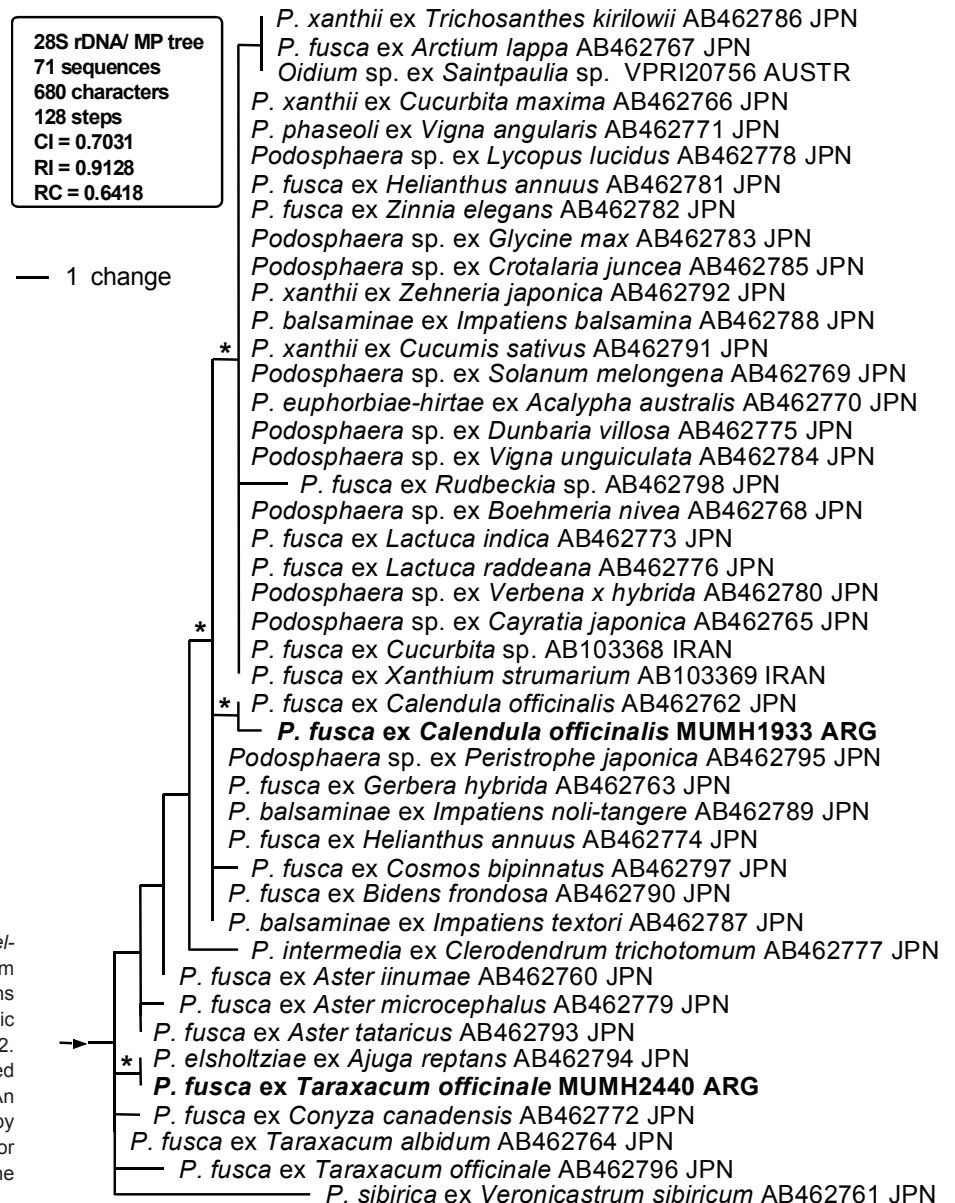 28S rDNA/ MP tree
71 sequences
680 characters
128 steps
CI = 0.7031
RI = 0.9128
RC = 0.6418
1 change
P. xanthii ex Trichosanthes kirilowii AB462786 JPN
P. fusca ex Arctium lappa AB462767 JPN
Oidium sp. ex Saintpaulia sp. VPRI20756 AUSTR
P. xanthii ex Cucurbita maxima AB462766 JPN
P. phaseoli ex Vigna angularis AB462771 JPN
Podosphaera sp. ex Lycopus lucidus AB462778 JPN
P. fusca ex Helianthus annuus AB462781 JPN
P. fusca ex Zinnia elegans AB462782 JPN
Podosphaera sp. ex Glycine max AB462783 JPN
Podosphaera sp. ex Crotalaria juncea AB462785 JPN
P. xanthii ex Zehneria japonica AB462792 JPN
P. balsaminae ex Impatiens balsamina AB462788 JPN
* P. xanthii ex Cucumis sativus AB462791 JPN
Podosphaera sp. ex Solanum melongena AB462769 JPN
P. euphorbiae-hirtae ex Acalypha australis AB462770 JPN
Podosphaera sp. ex Dunbaria villosa AB462775 JPN
Podosphaera sp. ex Vigna unguiculata AB462784 JPN
P. fusca ex Rudbeckia sp. AB462798 JPN
Podosphaera sp. ex Boehmeria nivea AB462768 JPN
P. fusca ex Lactuca indica AB462773 JPN
P. fusca ex Lactuca raddeana AB462776 JPN
Podosphaera sp. ex Verbena x hybrida AB462780 JPN
* Podosphaera sp. ex Cayratia japonica AB462765 JPN
P. fusca ex Cucurbita sp. AB103368 IRAN
P. fusca ex Xanthium strumarium AB103369 IRAN
* P. fusca ex Calendula officinalis AB462762 JPN
P. fusca ex Calendula officinalis MUMH1933 ARG
Podosphaera sp. ex Peristrophe japonica AB462795 JPN
P. fusca ex Gerbera hybrida AB462763 JPN
P. balsaminae ex Impatiens noli-tangere AB462789 JPN
P. fusca ex Helianthus annuus AB462774 JPN
P. fusca ex Cosmos bipinnatus AB462797 JPN
P. fusca ex Bidens frondosa AB462790 JPN
P. balsaminae ex Impatiens textori AB462787 JPN
P. intermedia ex Clerodendrum trichotomum AB462777 JPN
P. fusca ex Aster iinumae AB462760 JPN
P. fusca ex Aster microcephalus AB462779 JPN
P. fusca ex Aster tataricus AB462793 JPN
* P. elsholtziae ex Ajuga reptans AB462794 JPN
P. fusca ex Taraxacum officinale MUMH2440 ARG
P. fusca ex Conyza canadensis AB462772 JPN
P. fusca ex Taraxacum albidum AB462764 JPN
P. fusca ex Taraxacum officinale AB462796 JPN
P. sibirica ex Veronicastrum sibiricum AB462761 JPN
el-
m
ns
ic
2.
ed
An
by
or
ne